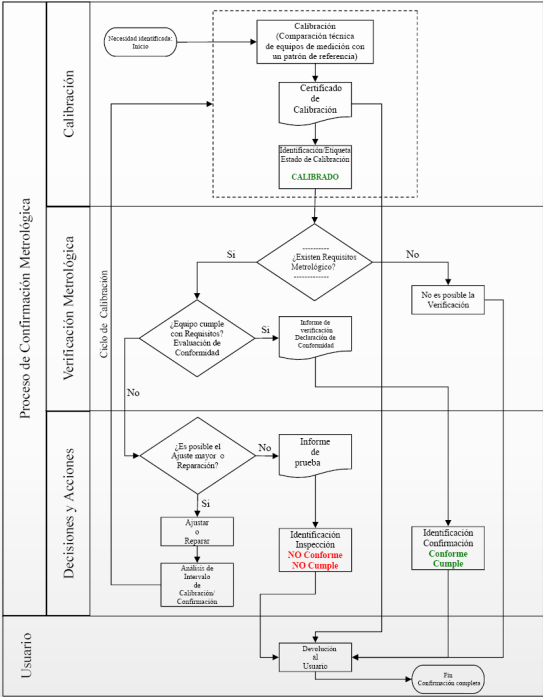 Proceso de Confirmación Metrológica
Calibración
Necesidad identificada:
Inicio
Calibración
(Comparación técnica
de equipos de medición con
un patrón de referencia)
Certificado
de
Calibración
Identificación/Etiqueta
Estado de Calibración
CALIBRADO
Ciclo de Calibración
Verificación Metrológica
----------
¿Existen Requisitos
Metrológico?
-------------
Si
No
No es posible la
Verificación
¿Equipo cumple
con Requisitos?
Evaluación de
Conformidad
Si
Informe de
verificación
Declaración de
Conformidad
No
Decisiones y Acciones
¿Es posible el
Ajuste mayor o
Reparación?
No
Informe
de
prueba
Si
Ajustar
o
Reparar
Análisis de
Intervalo
de
Calibración/
Confirmación
Identificación
Inspección
NO Conforme
NO Cumple
Identificación
Confirmación
Conforme
Cumple
Usuario
Devolución
al
Usuario
Fin
Confirmación completa